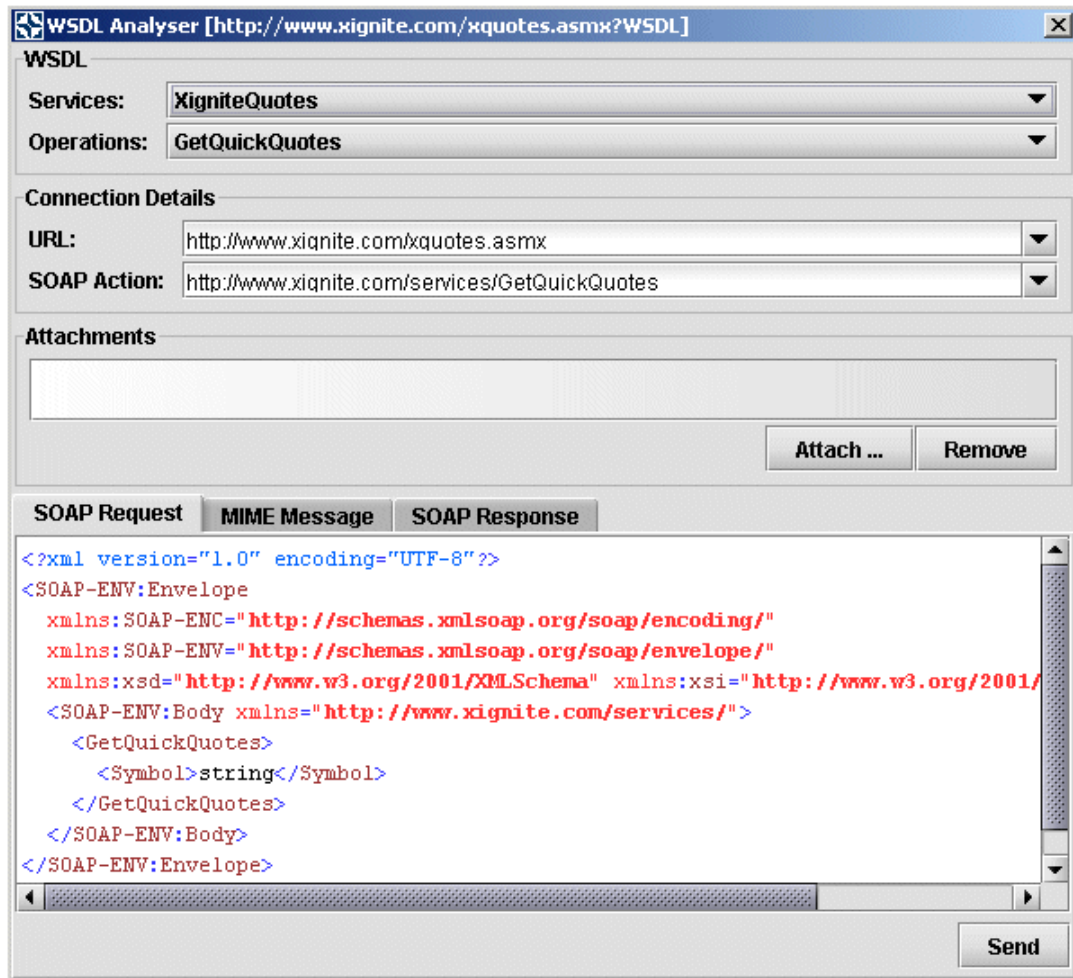 WSDL Analyser [http://www.xignite.com/xquotes.asmx?WSDL]
WSDL
Services: XigniteQuotes
Operations: GetQuickQuotes
Connection Details
URL: http://www.xignite.com/xquotes.asmx
SOAP Action: http://www.xignite.com/services/GetQuickQuotes
Attachments
Attach ... Remove
SOAP Request MIME Message SOAP Response
<?xml version="1.0" encoding="UTF-8"?>
<SOAP-ENV:Envelope
xmlns:SOAP-ENC="http://schemas.xmlsoap.org/soap/encoding/"
xmlns:SOAP-ENV="http://schemas.xmlsoap.org/soap/envelope/"
xmlns:xsd="http://www.w3.org/2001/XMLSchema" xmlns:xsi="http://www.w3.org/2001/
<SOAP-ENV:Body xmlns="http://www.xignite.com/services/">
<GetQuickQuotes>
<Symbol>string</Symbol>
</GetQuickQuotes>
</SOAP-ENV:Body>
</SOAP-ENV:Envelope>
Send